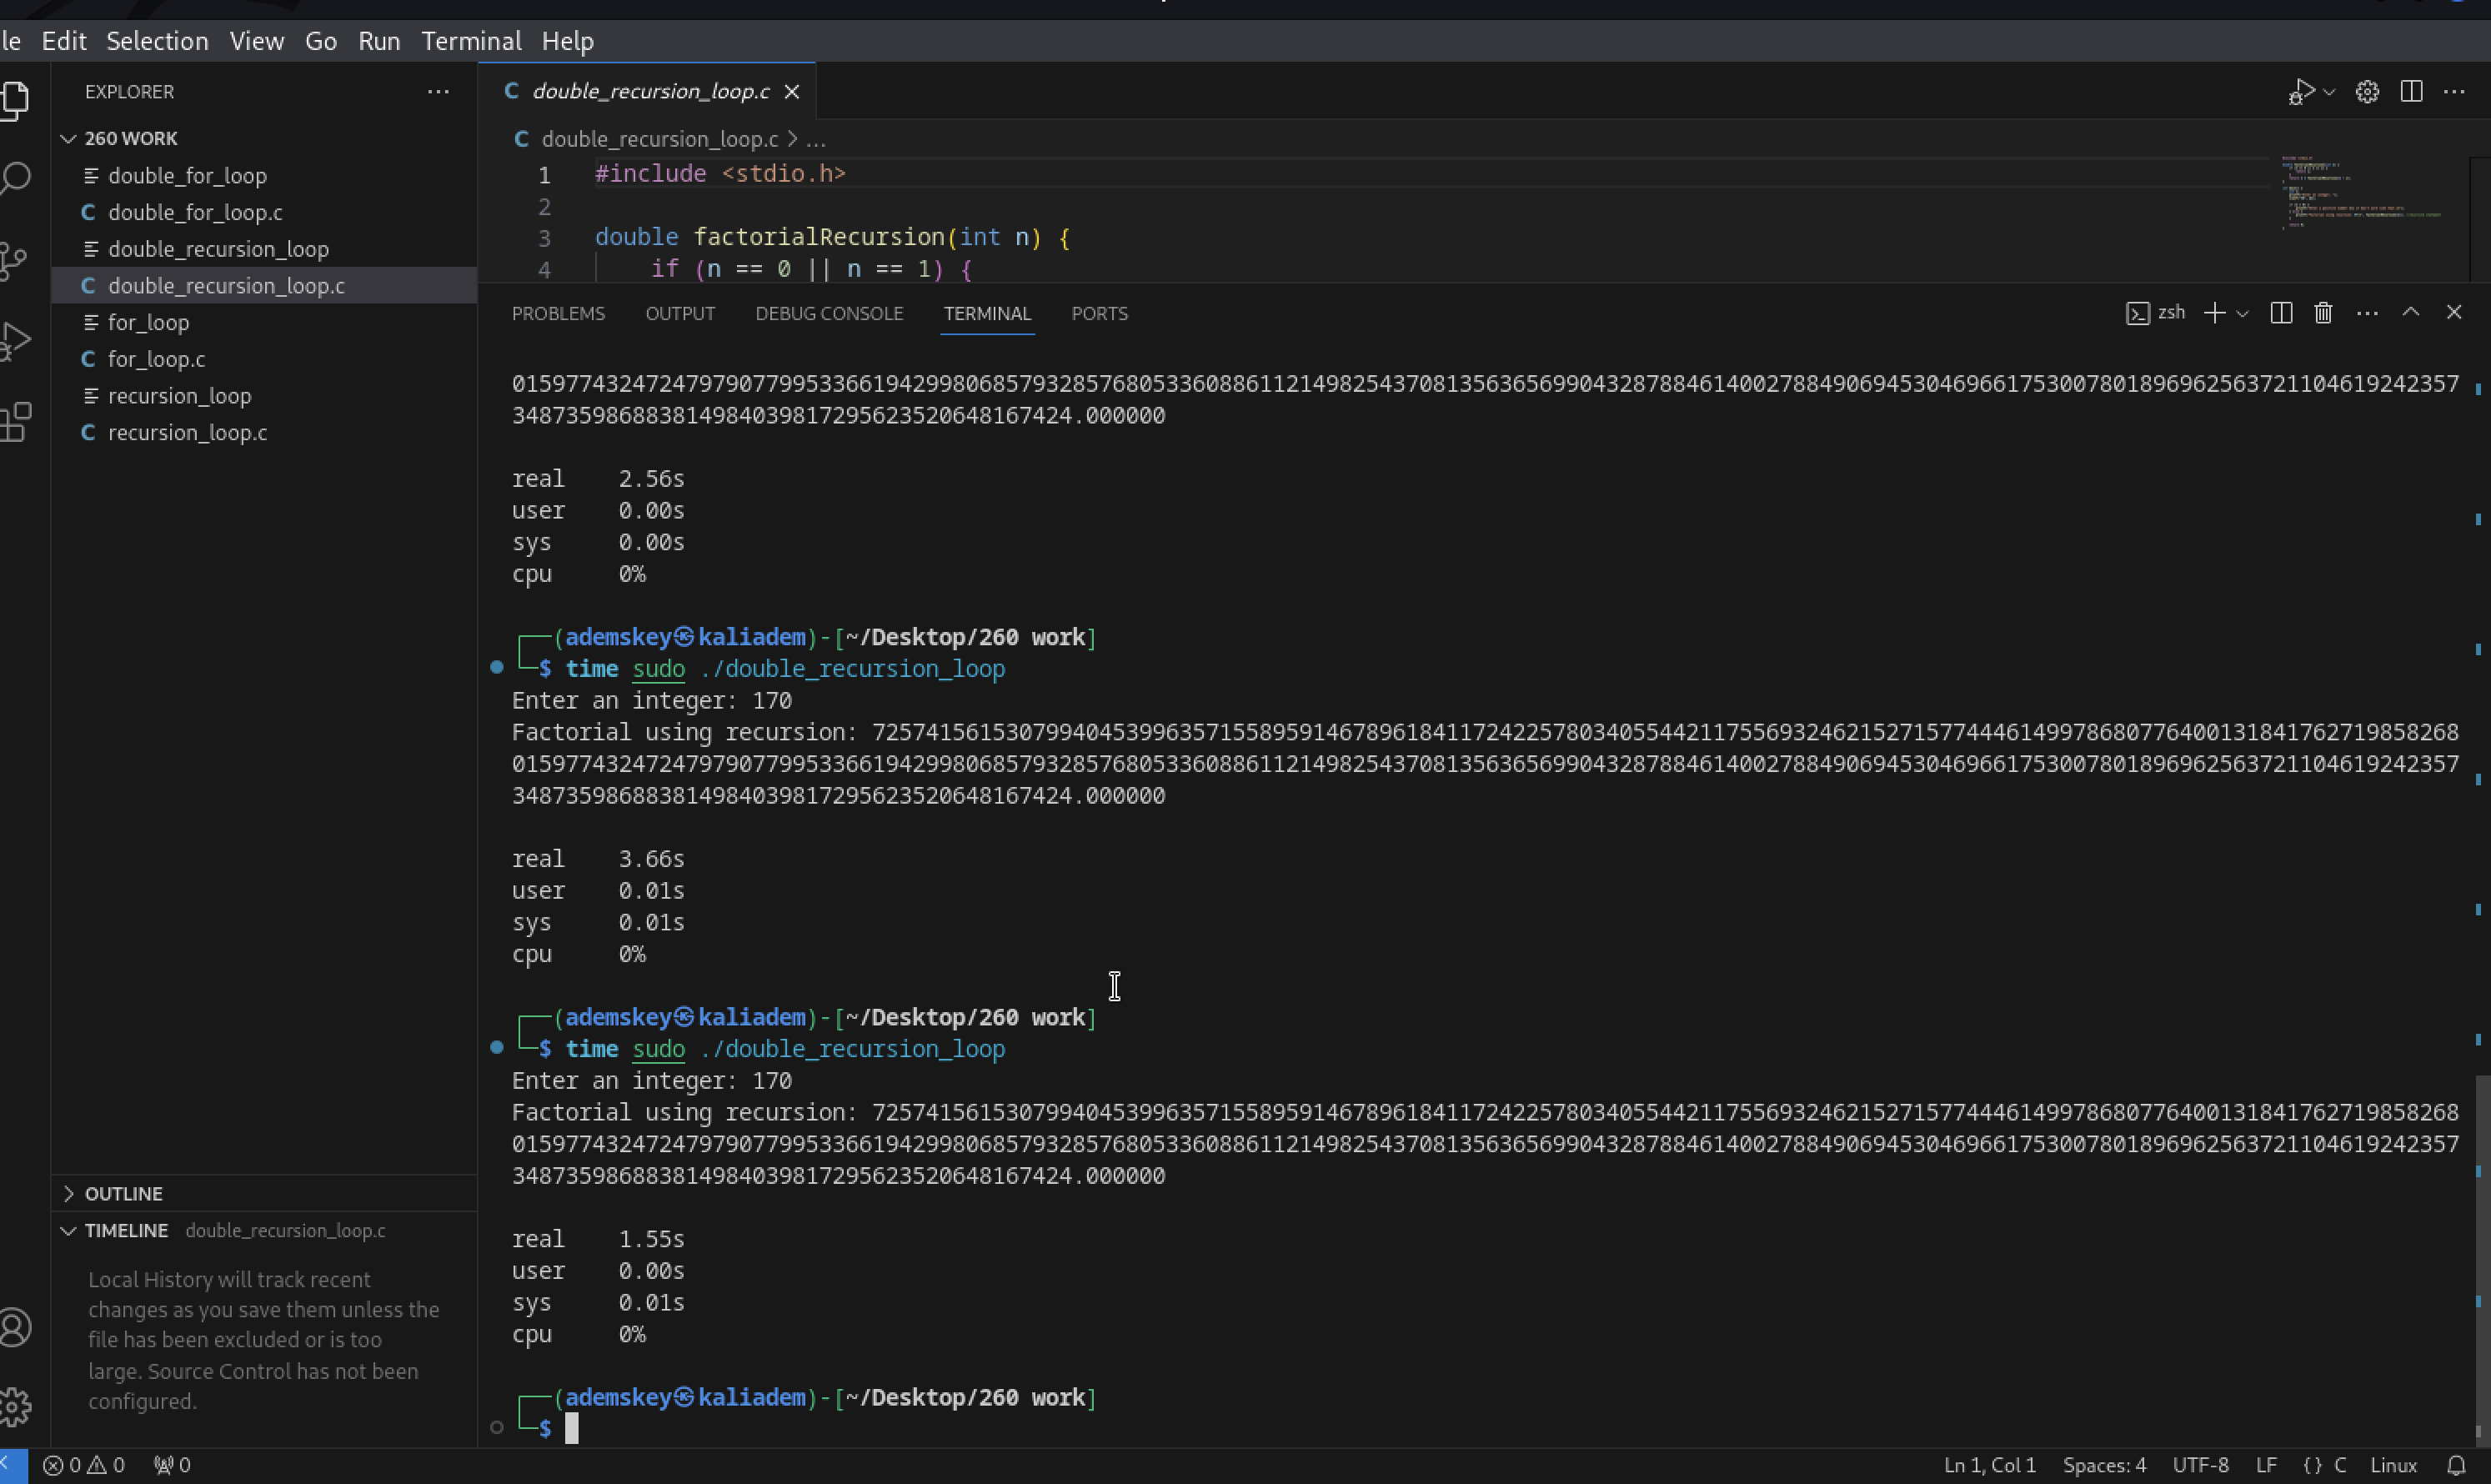 le Edit Selection View Go Run Terminal Help
EXPLORER
260 WORK
double_for_loop
double_for_loop.c
double_recursion_loop
double_recursion_loop.c
for_loop
for_loop.c
recursion_loop
recursion_loop.c
OUTLINE
TIMELINE double_recursion_loop.c
Local History will track recent
changes as you save them unless the
file has been excluded or is too
large. Source Control has not been
configured.
C double_recursion_loop.c
C double_recursion_loop.c > ...
1 #include <stdio.h>
2
3 double factorialRecursion(int n) {
4 if (n == 0 || n == 1) {
PROBLEMS OUTPUT DEBUG CONSOLE TERMINAL PORTS
zsh
01597743247247979077995336619429980685793285768053360886112149825437081356365699043287884614002788490694530469661753007801896962563721104619242357
3487359868838149840398172956235206481674​24.000000
real 2.56s
user 0.00s
sys 0.00s
cpu 0%
(ademskey㉿kaliadem)-[~/Desktop/260 work]
$ time sudo ./double_recursion_loop
Enter an integer: 170
Factorial using recursion: 72574156153079940453996357155895914678961841172422578034055442117556932462152715774446149978680776400131841762719858268
01597743247247979077995336619429980685793285768053360886112149825437081356365699043287884614002788490694530469661753007801896962563721104619242357
348735986883814984039817295623520648167424.000000
real 3.66s
user 0.01s
sys 0.01s
cpu 0%
(ademskey㉿kaliadem)-[~/Desktop/260 work]
$ time sudo ./double_recursion_loop
Enter an integer: 170
Factorial using recursion: 72574156153079940453996357155895914678961841172422578034055442117556932462152715774446149978680776400131841762719858268
01597743247247979077995336619429980685793285768053360886112149825437081356365699043287884614002788490694530469661753007801896962563721104619242357
348735986883814984039817295623520648167424.000000
real 1.55s
user 0.00s
sys 0.01s
cpu 0%
(ademskey㉿kaliadem)-[~/Desktop/260 work]
$
0 0 0
Ln 1, Col 1 Spaces: 4 UTF-8 LF {} C Linux